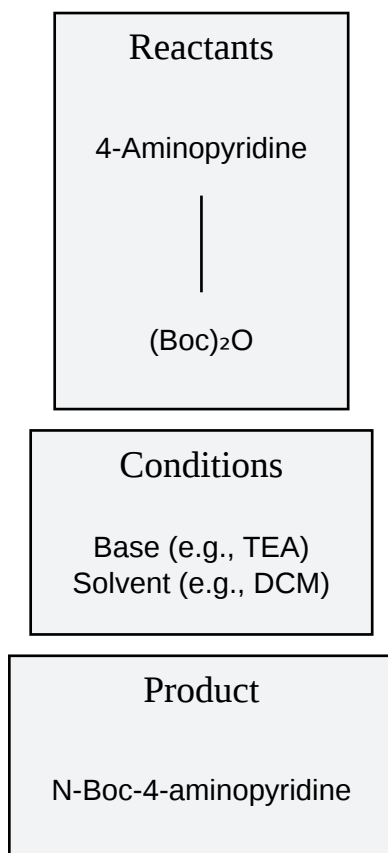 Reactants
4-Aminopyridine
(Boc)₂O
Conditions
Base (e.g., TEA)
Solvent (e.g., DCM)
Product
N-Boc-4-aminopyridine